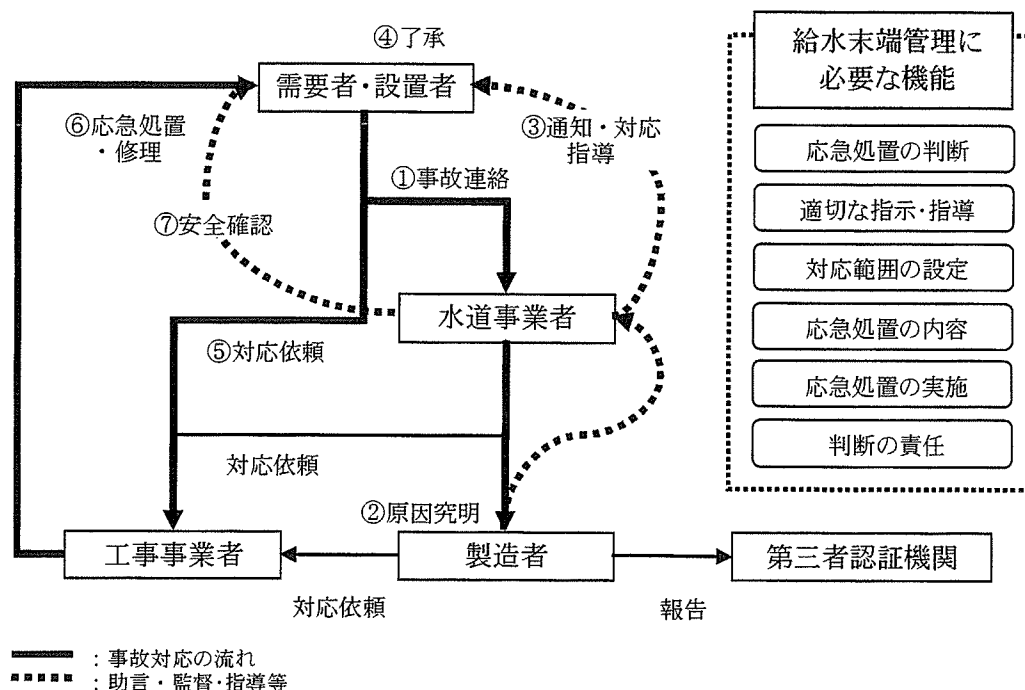 ④了承
需要者・設置者
⑥応急処置
・修理
③通知・対応
指導
①事故連絡
⑦安全確認
水道事業者
⑤対応依頼
対応依頼
②原因究明
工事事業者
製造者
第三者認証機関
対応依頼
報告
給水末端管理に
必要な機能
応急処置の判断
適切な指示・指導
対応範囲の設定
応急処置の内容
応急処置の実施
判断の責任
：事故対応の流れ
：助言・監督・指導等